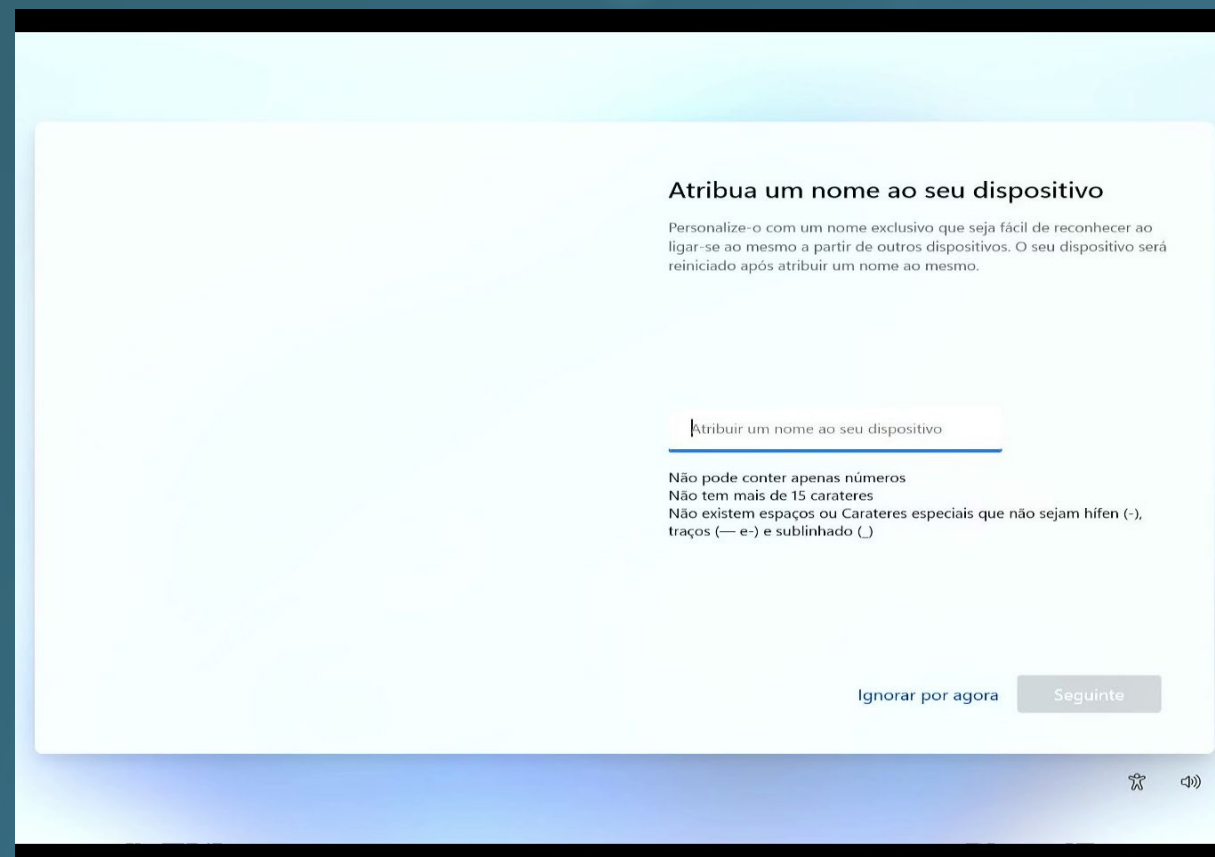 Atribua um nome ao seu dispositivo
Personalize-o com um nome exclusivo que seja fácil de reconhecer ao
ligar-se ao mesmo a partir de outros dispositivos. O seu dispositivo será
reiniciado após atribuir um nome ao mesmo.
Atribuir um nome ao seu dispositivo
Não pode conter apenas números
Não tem mais de 15 carateres
Não existem espaços ou Carateres especiais que não sejam hífen (-),
traços (— e-) e sublinhado (_)
Ignorar por agora
Seguinte